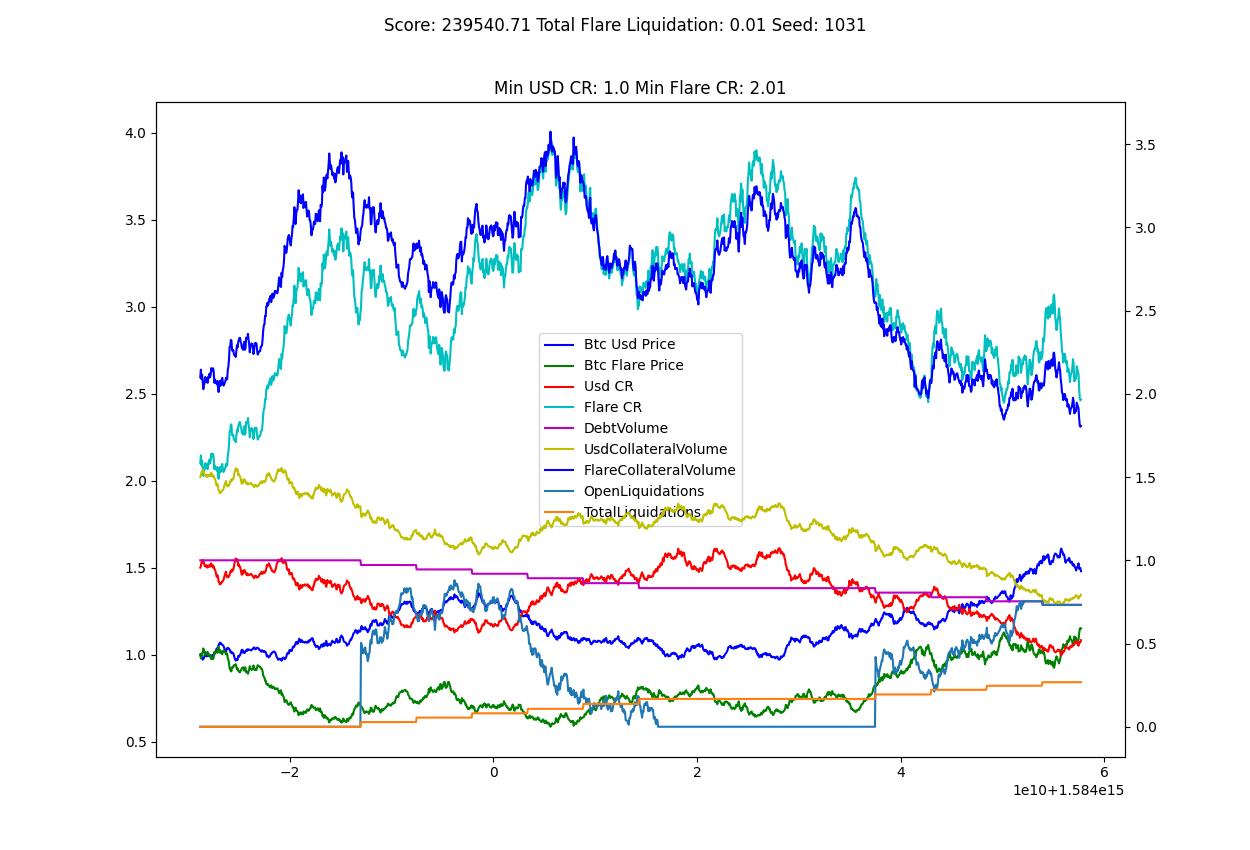 Score: 239540.71 Total Flare Liquidation: 0.01 Seed: 1031
Min USD CR: 1.0 Min Flare CR: 2.01
4.0
3.5
3.0
2.5
2.0
1.5
1.0
0.5
3.5
3.0
2.5
2.0
1.5
1.0
0.5
0.0
Btc Usd Price
Btc Flare Price
Usd CR
Flare CR
DebtVolume
UsdCollateralVolume
FlareCollateralVolume
OpenLiquidations
TotalLiquidations
−2 0 2 4 6
1e10+1.584e15